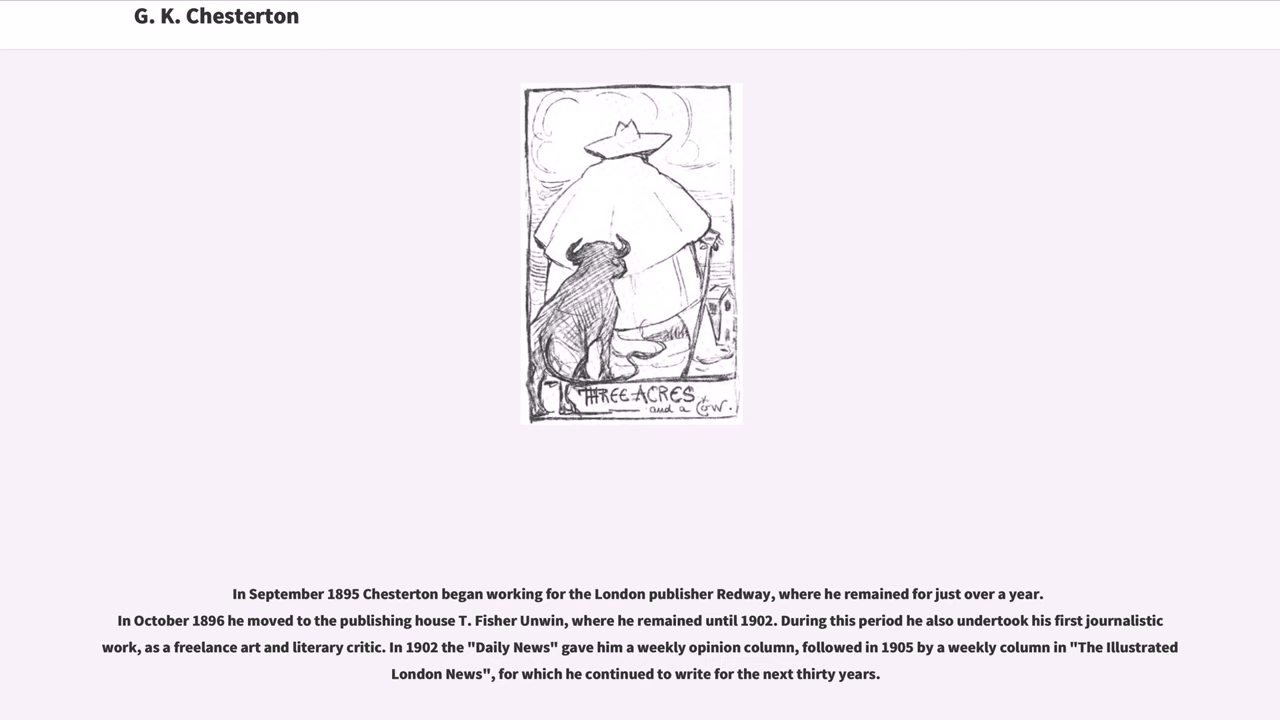 G. K. Chesterton
THREE ACRES
and a Cow.
In September 1895 Chesterton began working for the London publisher Redway, where he remained for just over a year.
In October 1896 he moved to the publishing house T. Fisher Unwin, where he remained until 1902. During this period he also undertook his first journalistic
work, as a freelance art and literary critic. In 1902 the "Daily News" gave him a weekly opinion column, followed in 1905 by a weekly column in "The Illustrated
London News", for which he continued to write for the next thirty years.